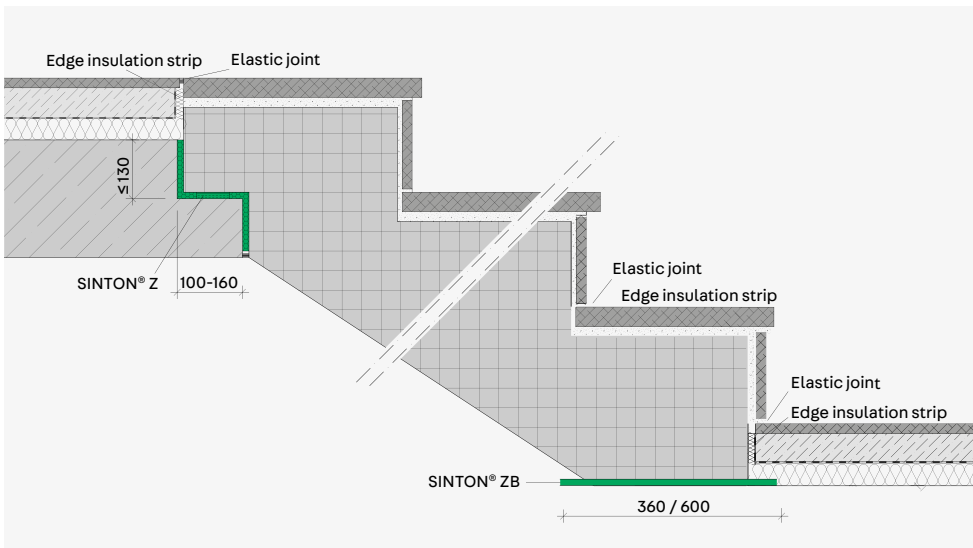 Edge insulation strip
Elastic joint
≤130
SINTON® Z
100-160
Elastic joint
Edge insulation strip
Elastic joint
Edge insulation strip
SINTON® ZB
360 / 600